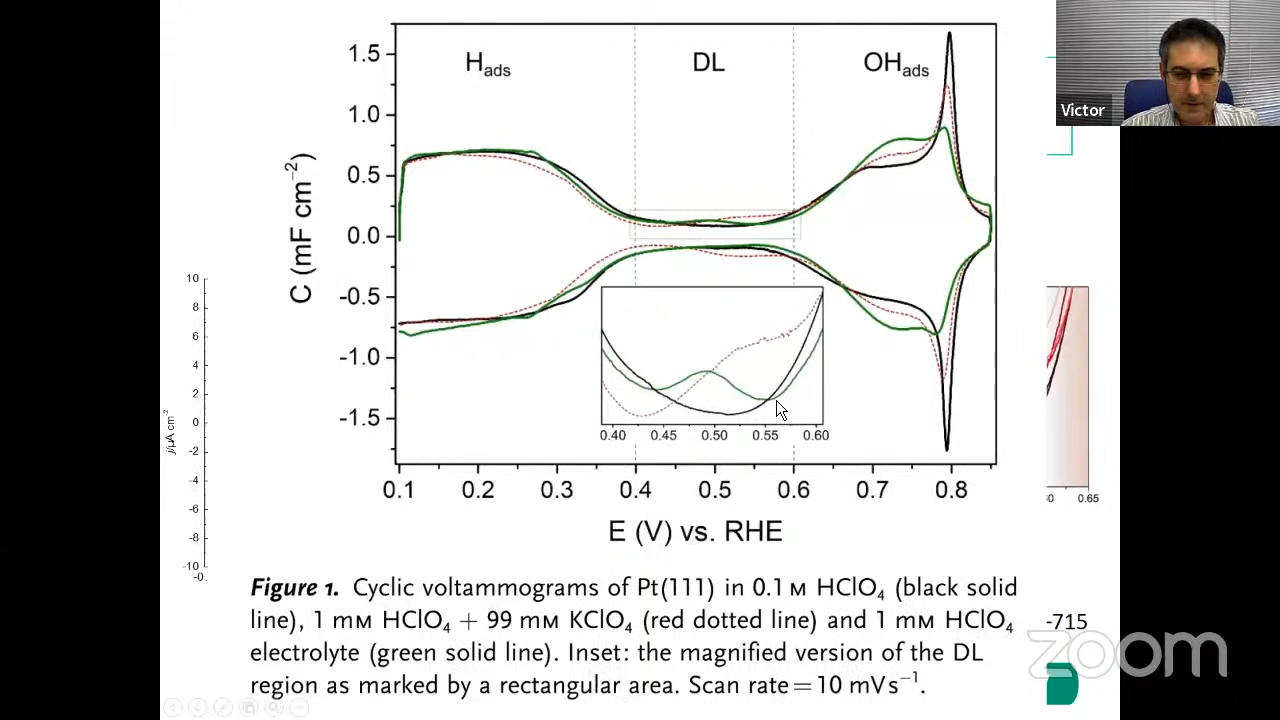 H_ads DL OH_ads
Victor
1.5
1.0
0.5
0.0
-0.5
-1.0
-1.5
C (mF cm⁻²)
0.40 0.45 0.50 0.55 0.60
0.1 0.2 0.3 0.4 0.5 0.6 0.7 0.8
E (V) vs. RHE
10
8
6
4
2
0
-2
-4
-6
-8
-10
-0.
j/µA cm⁻²
0.65
Figure 1. Cyclic voltammograms of Pt(111) in 0.1 M HClO₄ (black solid
line), 1 mM HClO₄ + 99 mM KClO₄ (red dotted line) and 1 mM HClO₄
electrolyte (green solid line). Inset: the magnified version of the DL
region as marked by a rectangular area. Scan rate = 10 mV s⁻¹.
-715
zoom